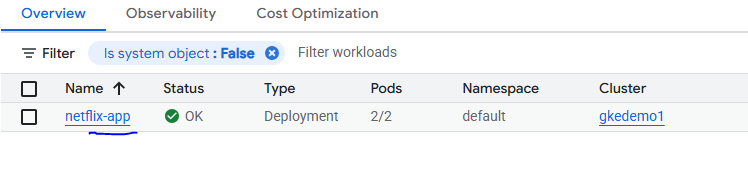 Overview Observability Cost Optimization
Filter Is system object : False Filter workloads
Name Status Type Pods Namespace Cluster
netflix-app OK Deployment 2/2 default gkedemo1